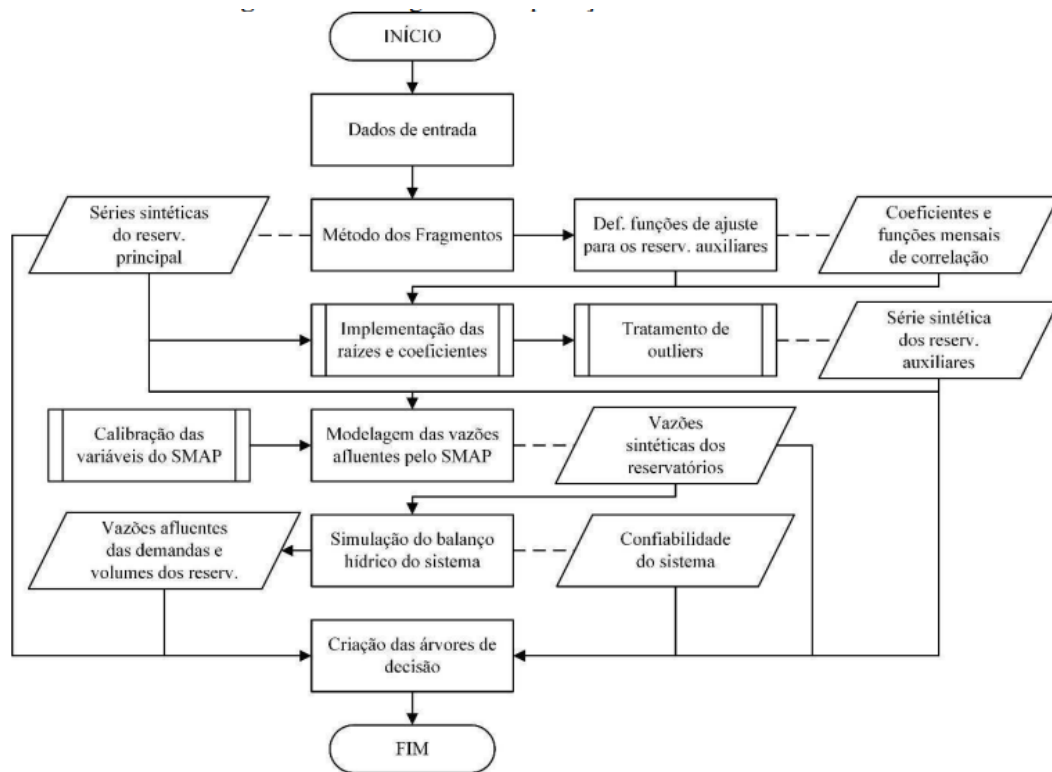 INÍCIO
Dados de entrada
Séries sintéticas
do reserv.
principal
Método dos Fragmentos
Def. funções de ajuste
para os reserv. auxiliares
Coeficientes e
funções mensais
de correlação
Implementação das
raízes e coeficientes
Tratamento de
outliers
Série sintética
dos reserv.
auxiliares
Calibração das
variáveis do SMAP
Modelagem das vazões
afluentes pelo SMAP
Vazões
sintéticas dos
reservatórios
Vazões afluentes
das demandas e
volumes dos reserv.
Simulação do balanço
hídrico do sistema
Confiabilidade
do sistema
Criação das árvores de
decisão
FIM